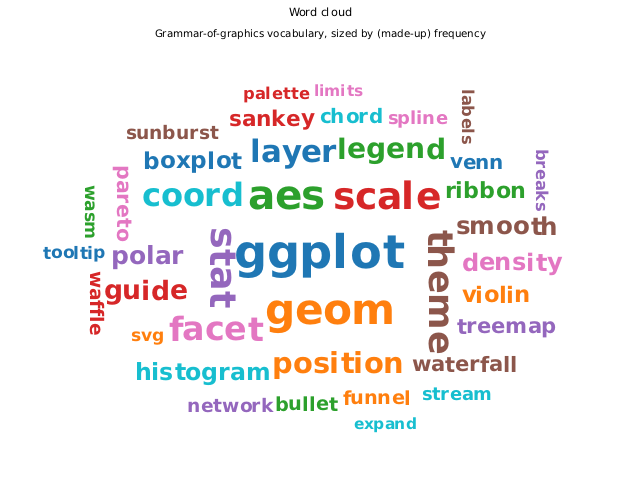 Word cloud
Grammar-of-graphics vocabulary, sized by (made-up) frequency
palette limits
labels
sankey chord spline
sunburst
boxplot layer legend venn
breaks
pareto
wasm
coord aes scale ribbon
smooth
stat
theme
tooltip polar ggplot density
waffle
guide geom violin
svg facet treemap
histogram position waterfall
network bullet funnel stream
expand